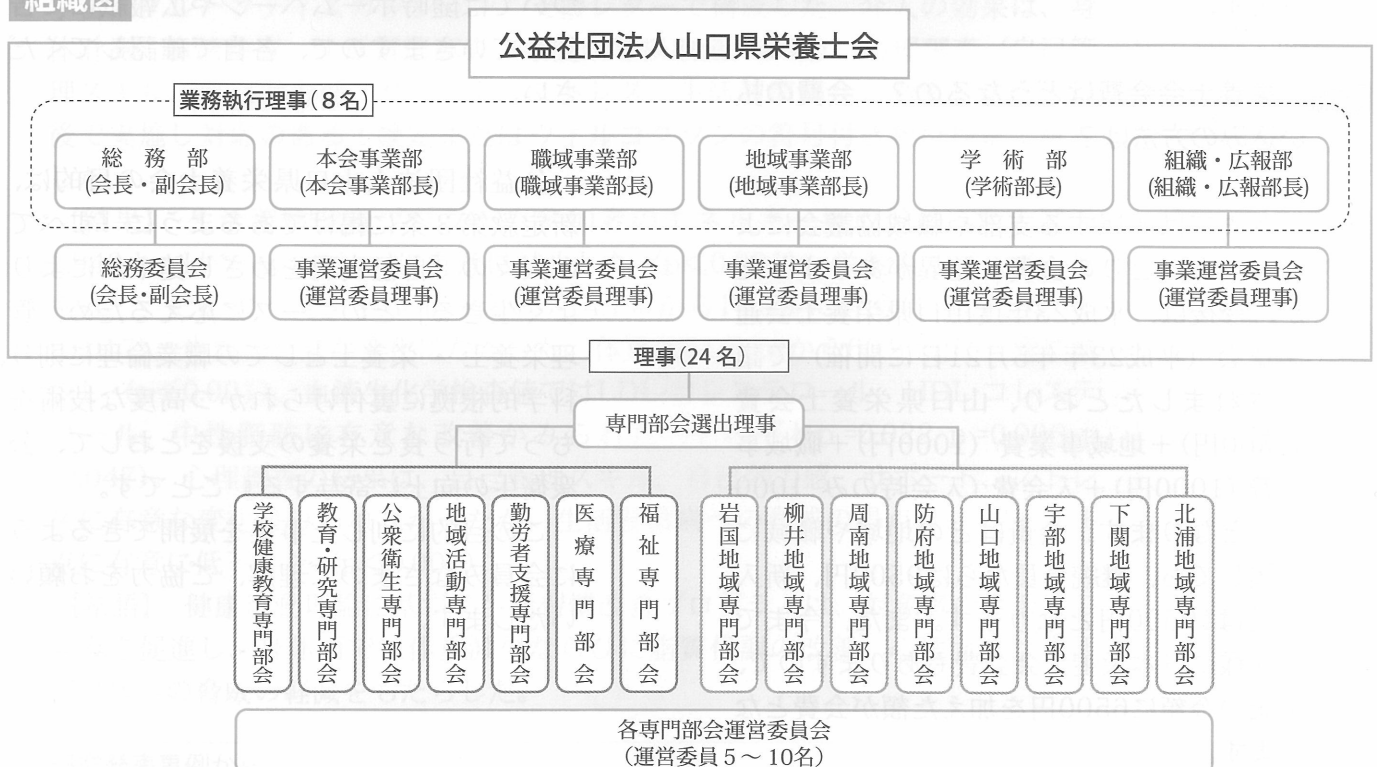 組織図
公益社団法人山口県栄養士会
業務執行理事(8名)
総務部
(会長・副会長)
本会事業部
(本会事業部長)
職域事業部
(職域事業部長)
地域事業部
(地域事業部長)
学術部
(学術部長)
組織・広報部
(組織・広報部長)
総務委員会
(会長・副会長)
事業運営委員会
(運営委員理事)
事業運営委員会
(運営委員理事)
事業運営委員会
(運営委員理事)
事業運営委員会
(運営委員理事)
事業運営委員会
(運営委員理事)
理事(24名)
専門部会選出理事
学校健康教育専門部会
教育・研究専門部会
公衆衛生専門部会
地域活動専門部会
勤労者支援専門部会
医療専門部会
福祉専門部会
岩国地域専門部会
柳井地域専門部会
周南地域専門部会
防府地域専門部会
山口地域専門部会
宇部地域専門部会
下関地域専門部会
北浦地域専門部会
各専門部会運営委員会
(運営委員5〜10名)